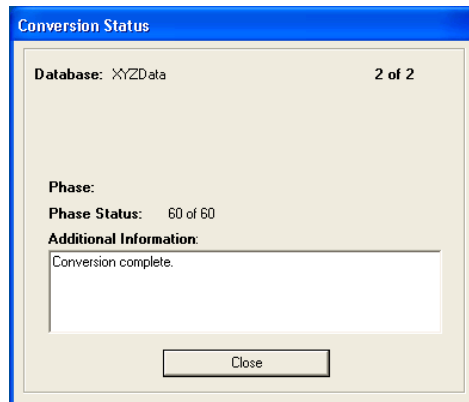 Conversion Status
Database: XYZData 2 of 2
Phase:
Phase Status: 60 of 60
Additional Information:
Conversion complete.
Close